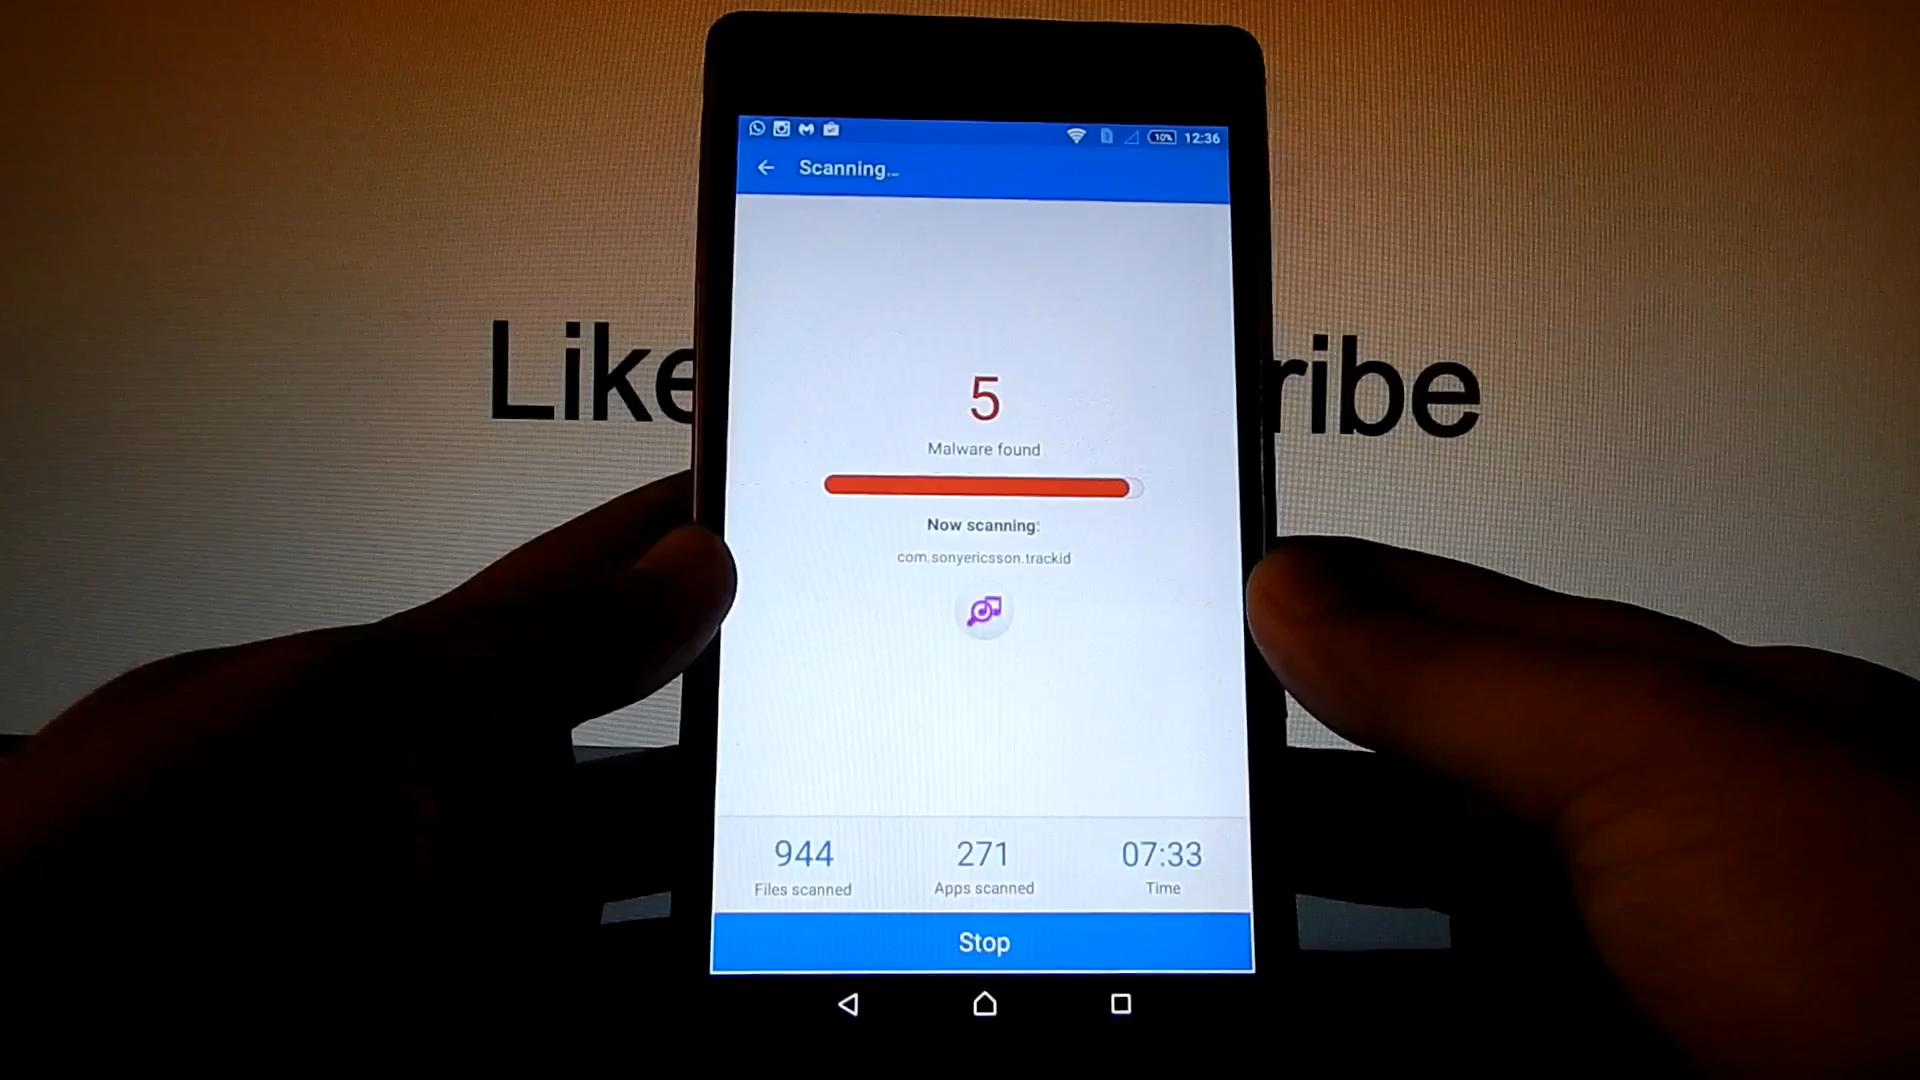 10% 12:36
Scanning...
Like
ribe
5
Malware found
Now scanning:
com.sonyericsson.trackid
944 271 07:33
Files scanned Apps scanned Time
Stop